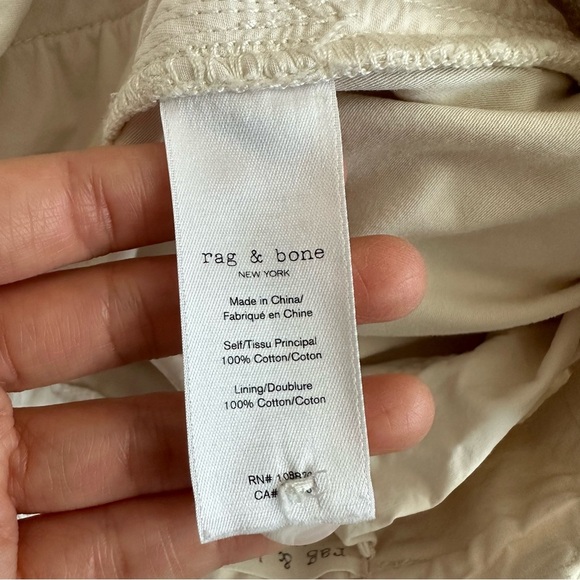 rag & bone
NEW YORK
Made in China/
Fabriqué en Chine
Self/Tissu Principal
100% Cotton/Coton
Lining/Doublure
100% Cotton/Coton
RN#
CA#
rag &